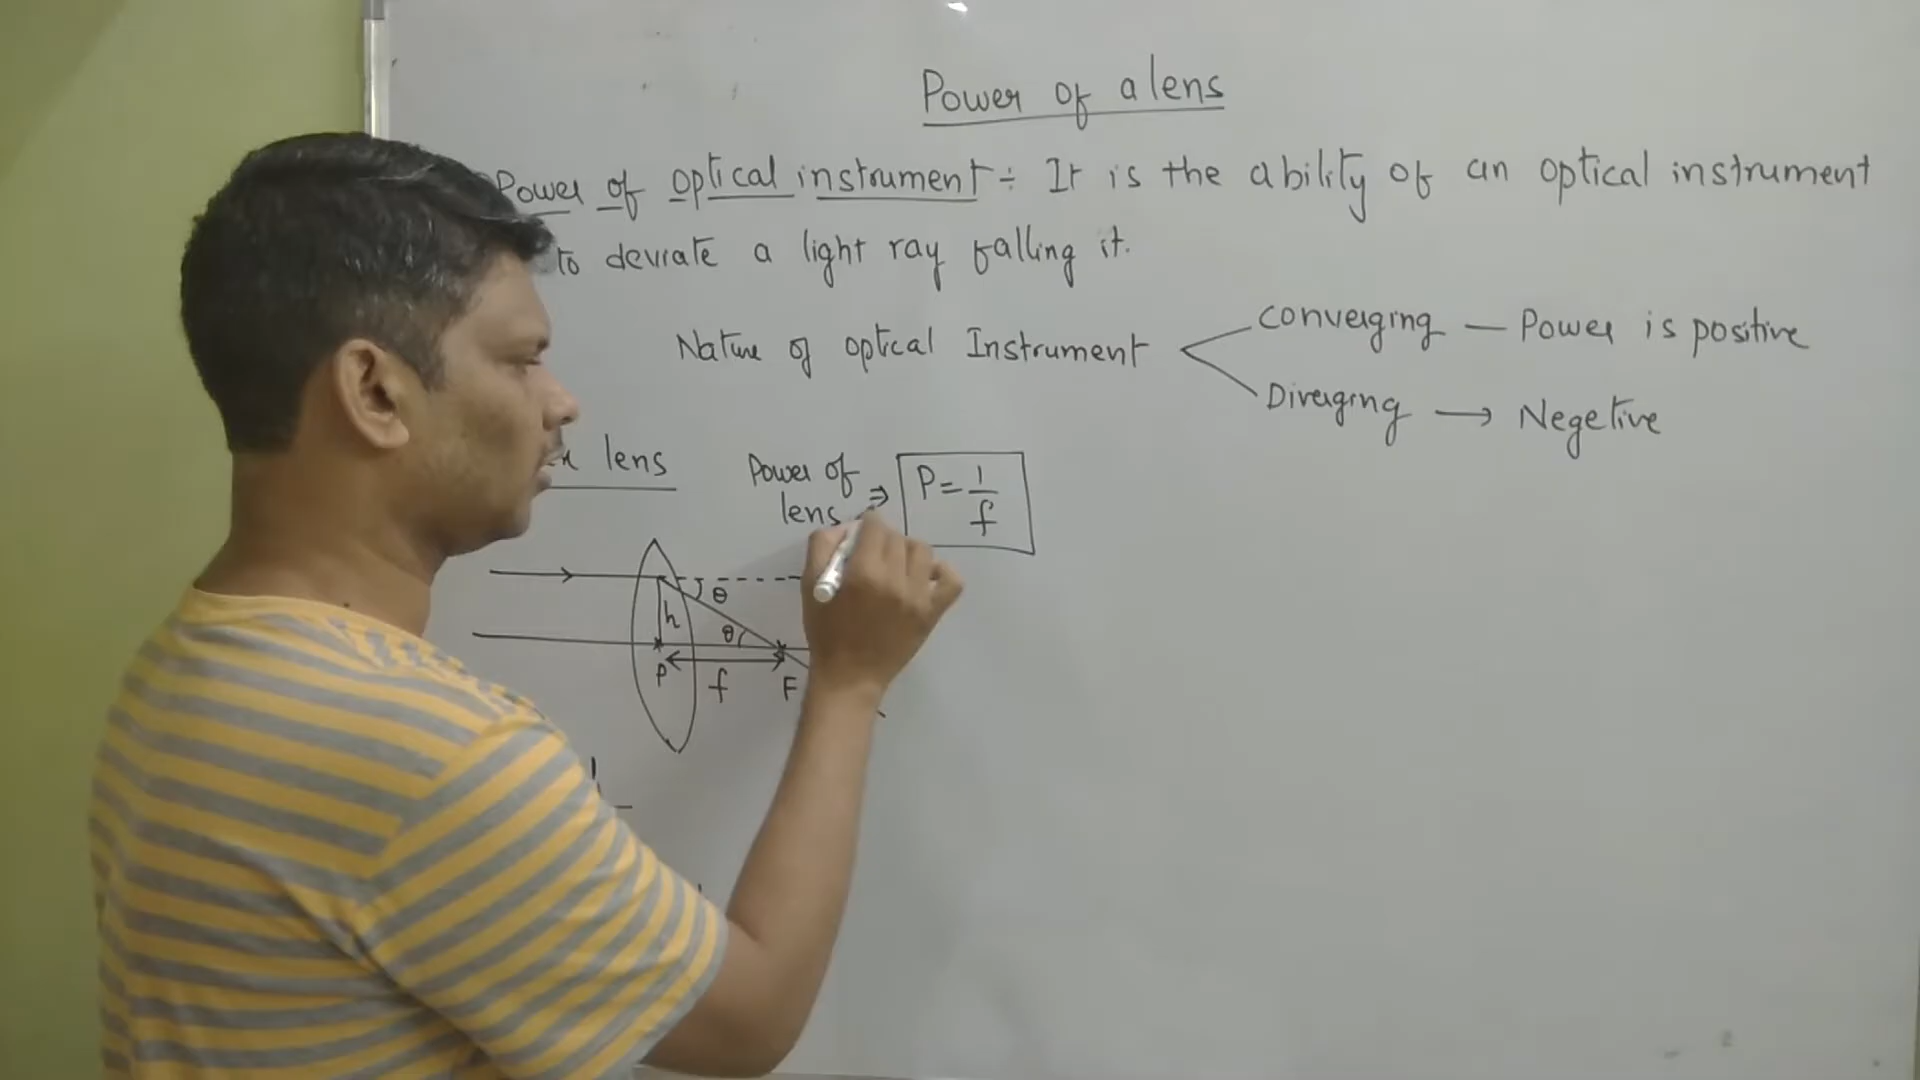 Power of a lens
Power of optical instrument ÷ It is the ability of an optical instrument
to deviate a light ray falling it.
Nature of optical Instrument
Converging — Power is positive
Diverging → Negetive
lens
Power of
lens ⇒ P = 1/f
θ
h
θ
P
f
F